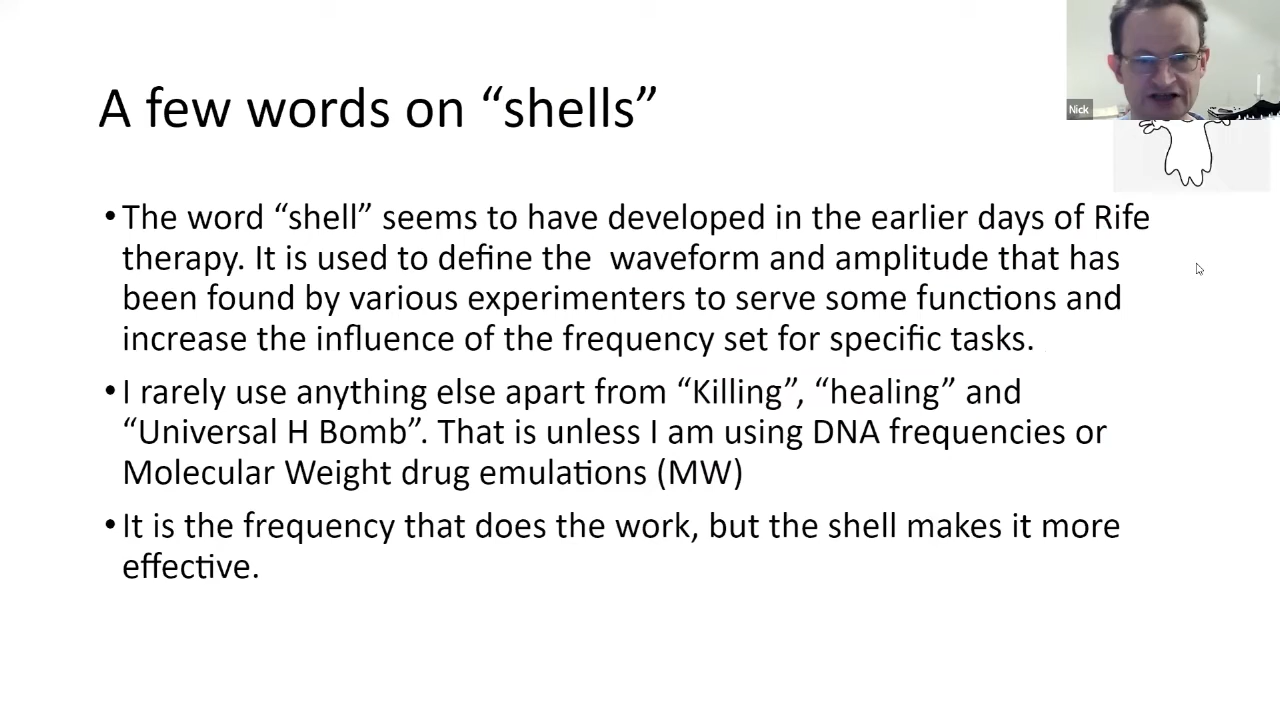 A few words on “shells”
Nick
•The word “shell” seems to have developed in the earlier days of Rife
therapy. It is used to define the  waveform and amplitude that has
been found by various experimenters to serve some functions and
increase the influence of the frequency set for specific tasks.
•I rarely use anything else apart from “Killing”, “healing” and
“Universal H Bomb”. That is unless I am using DNA frequencies or
Molecular Weight drug emulations (MW)
•It is the frequency that does the work, but the shell makes it more
effective.